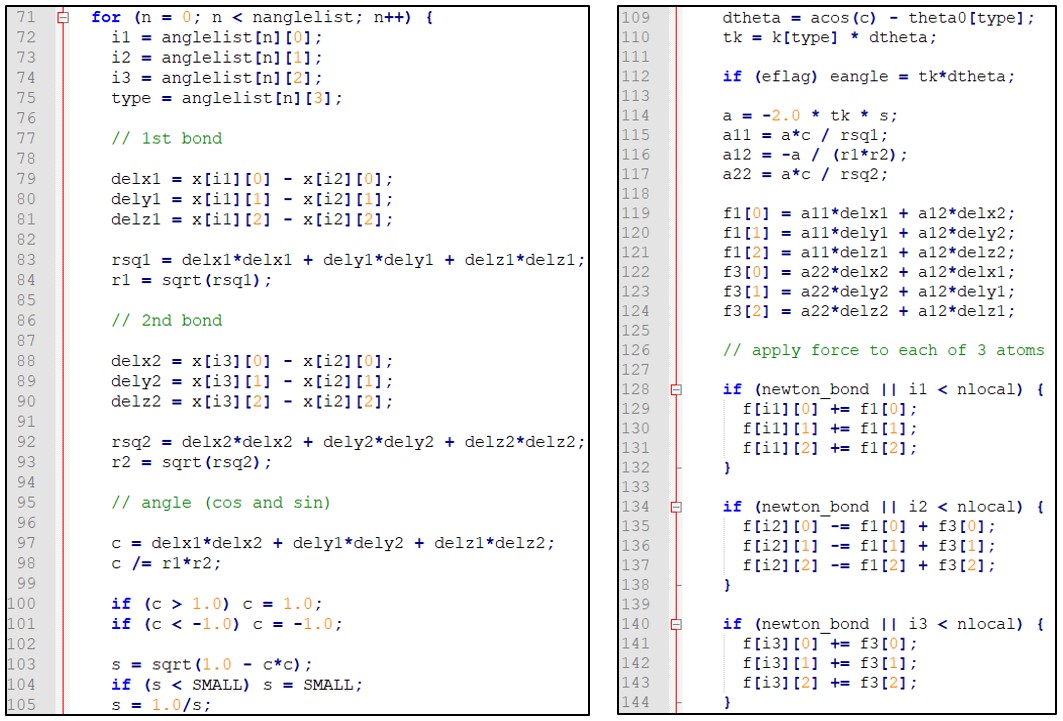 71 for (n = 0; n < nanglelist; n++) {
72 i1 = anglelist[n][0];
73 i2 = anglelist[n][1];
74 i3 = anglelist[n][2];
75 type = anglelist[n][3];
76
77 // 1st bond
78
79 delx1 = x[i1][0] - x[i2][0];
80 dely1 = x[i1][1] - x[i2][1];
81 delz1 = x[i1][2] - x[i2][2];
82
83 rsq1 = delx1*delx1 + dely1*dely1 + delz1*delz1;
84 r1 = sqrt(rsq1);
85
86 // 2nd bond
87
88 delx2 = x[i3][0] - x[i2][0];
89 dely2 = x[i3][1] - x[i2][1];
90 delz2 = x[i3][2] - x[i2][2];
91
92 rsq2 = delx2*delx2 + dely2*dely2 + delz2*delz2;
93 r2 = sqrt(rsq2);
94
95 // angle (cos and sin)
96
97 c = delx1*delx2 + dely1*dely2 + delz1*delz2;
98 c /= r1*r2;
99
100 if (c > 1.0) c = 1.0;
101 if (c < -1.0) c = -1.0;
102
103 s = sqrt(1.0 - c*c);
104 if (s < SMALL) s = SMALL;
105 s = 1.0/s;
109 dtheta = acos(c) - theta0[type];
110 tk = k[type] * dtheta;
111
112 if (eflag) eangle = tk*dtheta;
113
114 a = -2.0 * tk * s;
115 a11 = a*c / rsq1;
116 a12 = -a / (r1*r2);
117 a22 = a*c / rsq2;
118
119 f1[0] = a11*delx1 + a12*delx2;
120 f1[1] = a11*dely1 + a12*dely2;
121 f1[2] = a11*delz1 + a12*delz2;
122 f3[0] = a22*delx2 + a12*delx1;
123 f3[1] = a22*dely2 + a12*dely1;
124 f3[2] = a22*delz2 + a12*delz1;
125
126 // apply force to each of 3 atoms
127
128 if (newton_bond || i1 < nlocal) {
129 f[i1][0] += f1[0];
130 f[i1][1] += f1[1];
131 f[i1][2] += f1[2];
132 }
133
134 if (newton_bond || i2 < nlocal) {
135 f[i2][0] -= f1[0] + f3[0];
136 f[i2][1] -= f1[1] + f3[1];
137 f[i2][2] -= f1[2] + f3[2];
138 }
139
140 if (newton_bond || i3 < nlocal) {
141 f[i3][0] += f3[0];
142 f[i3][1] += f3[1];
143 f[i3][2] += f3[2];
144 }